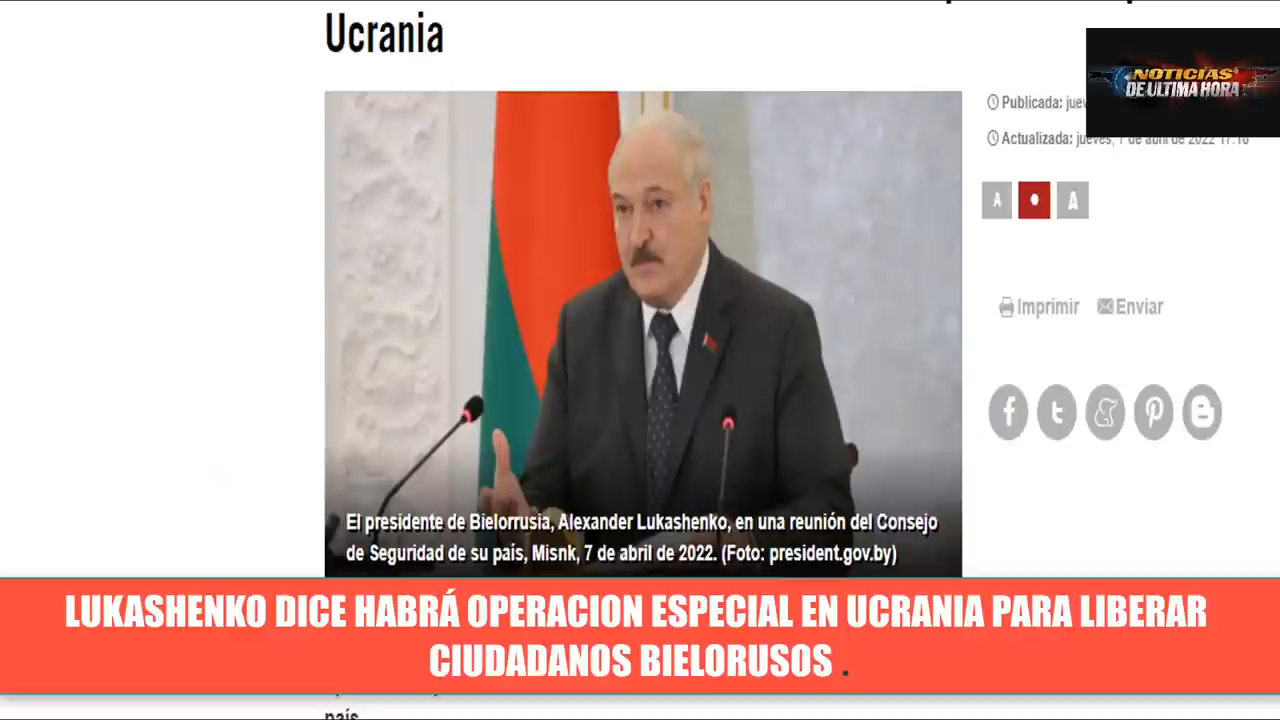 Ucrania
NOTICIAS
DE ULTIMA HORA
Publicada:
Actualizada: jueves, 7 de abril de 2022 17:16
A
A
Imprimir Enviar
El presidente de Bielorrusia, Alexander Lukashenko, en una reunión del Consejo
de Seguridad de su país, Misnk, 7 de abril de 2022. (Foto: president.gov.by)
LUKASHENKO DICE HABRÁ OPERACION ESPECIAL EN UCRANIA PARA LIBERAR
CIUDADANOS BIELORUSOS .
país